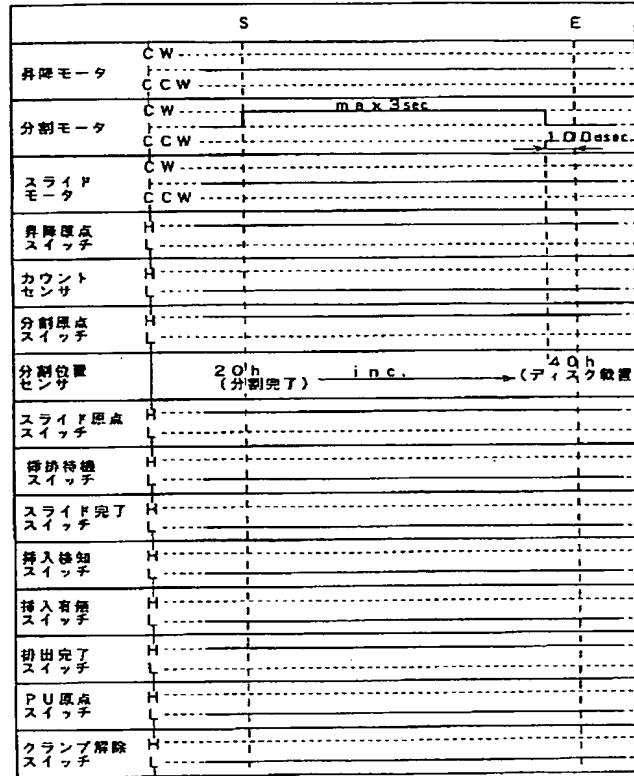 S E
昇降モータ CW
CCW
分割モータ CW max 3sec
CCW 100msec
スライド CW
モータ CCW
昇降原点 H
スイッチ L
カウント H
センサ L
分割原点 H
スイッチ L
分割位置 20h inc. 40h
センサ (分割完了) (ディスク載置
スライド原点 H
スイッチ L
挿排待機 H
スイッチ L
スライド完了 H
スイッチ L
挿入検知 H
スイッチ L
挿入有無 H
スイッチ L
排出完了 H
スイッチ L
PU原点 H
スイッチ L
クランプ解除 H
スイッチ L